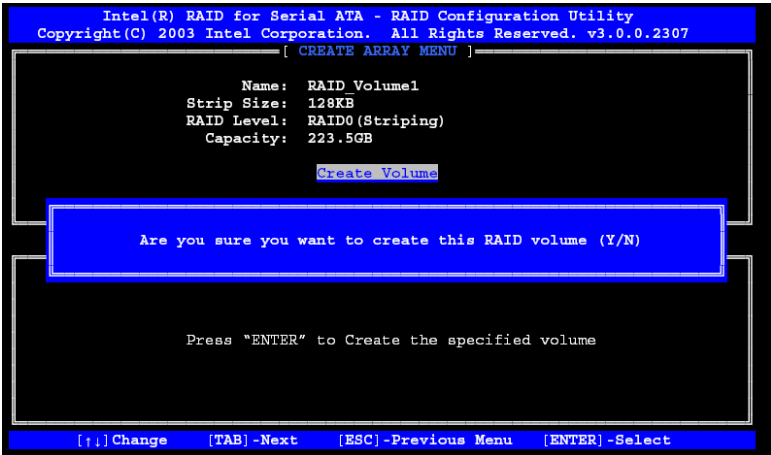 Intel(R) RAID for Serial ATA - RAID Configuration Utility
Copyright(C) 2003 Intel Corporation.  All Rights Reserved. v3.0.0.2307
[ CREATE ARRAY MENU ]
Name: RAID_Volume1
Strip Size: 128KB
RAID Level: RAID0(Striping)
Capacity: 223.5GB
Create Volume
Are you sure you want to create this RAID volume (Y/N)
Press “ENTER” to Create the specified volume
[↑↓]Change [TAB]-Next [ESC]-Previous Menu [ENTER]-Select